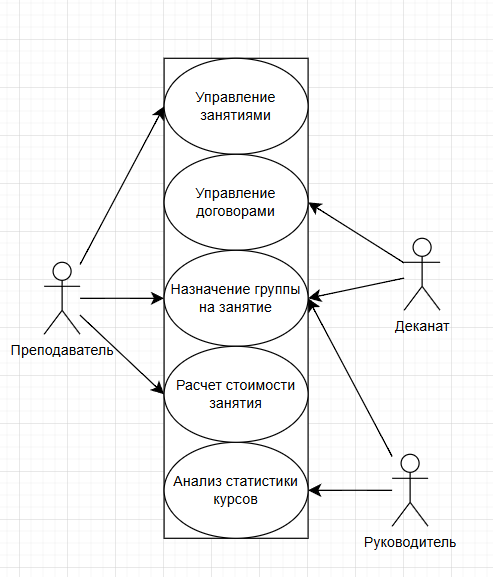 Управление
занятиями
Управление
договорами
Назначение группы
на занятие
Преподаватель
Деканат
Расчет стоимости
занятия
Анализ статистики
курсов
Руководитель